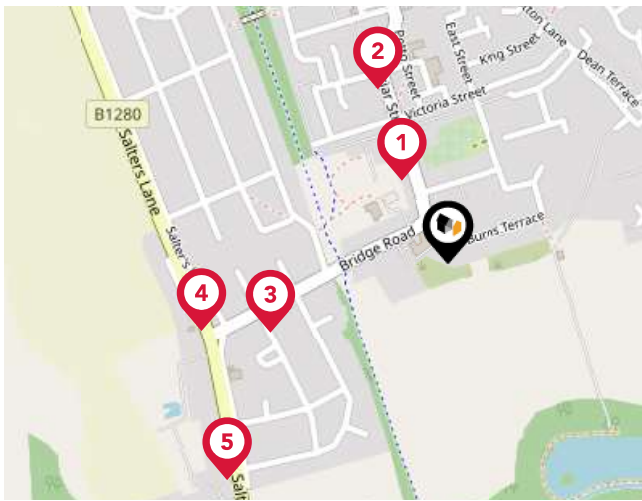 2
East Street
King Street
Dean Terrace
Victoria Street
B1280
1
Salters Lane
Burns Terrace
Bridge Road
Salter's
4
3
5